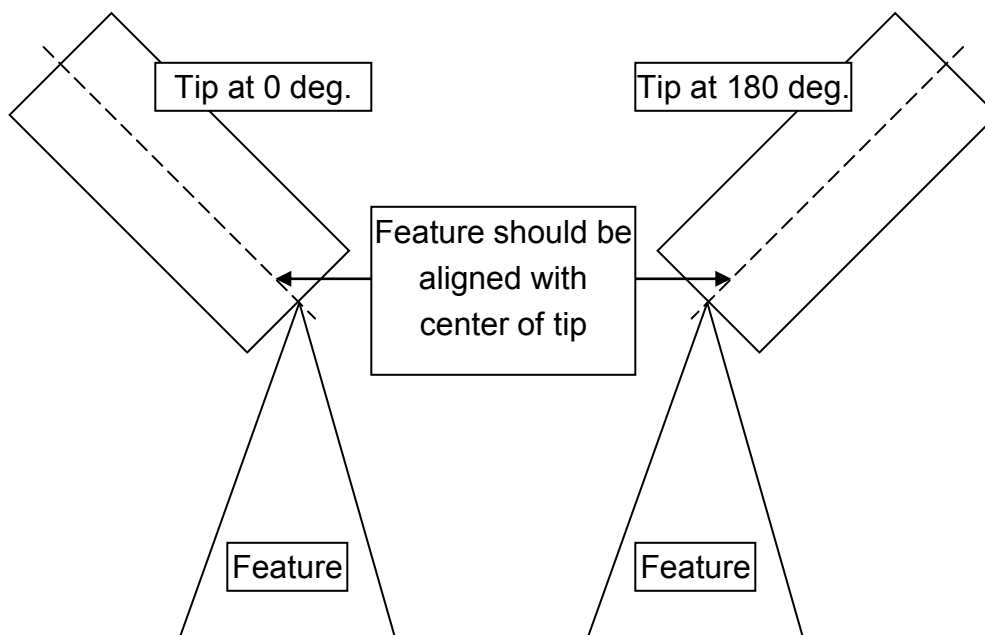 Tip at 0 deg.
Tip at 180 deg.
Feature should be
aligned with
center of tip
Feature
Feature